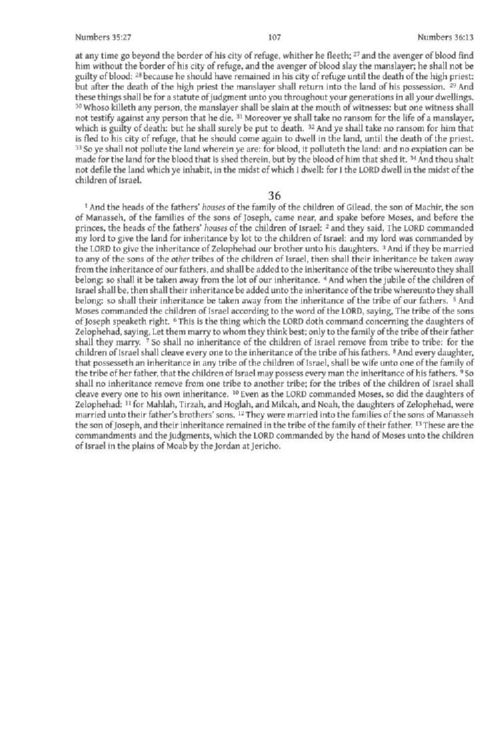 Numbers 35:27 107 Numbers 36:13
at any time go beyond the border of his city of refuge, whither he fleeth; 27 and the avenger of blood find
him without the border of his city of refuge, and the avenger of blood slay the manslayer; he shall not be
guilty of blood: 28 because he should have remained in his city of refuge until the death of the high priest:
but after the death of the high priest the manslayer shall return into the land of his possession. 29 And
these things shall be for a statute of judgment unto you throughout your generations in all your dwellings.
30 Whoso killeth any person, the manslayer shall be slain at the mouth of witnesses: but one witness shall
not testify against any person that he die. 31 Moreover ye shall take no ransom for the life of a manslayer,
which is guilty of death: but he shall surely be put to death. 32 And ye shall take no ransom for him that
is fled to his city of refuge, that he should come again to dwell in the land, until the death of the priest.
33 So ye shall not pollute the land wherein ye are: for blood, it polluteth the land: and no expiation can be
made for the land for the blood that is shed therein, but by the blood of him that shed it. 34 And thou shalt
not defile the land which ye inhabit, in the midst of which I dwell: for I the LORD dwell in the midst of the
children of Israel.
36
1 And the heads of the fathers' houses of the family of the children of Gilead, the son of Machir, the son
of Manasseh, of the families of the sons of Joseph, came near, and spake before Moses, and before the
princes, the heads of the fathers' houses of the children of Israel: 2 and they said, The LORD commanded
my lord to give the land for inheritance by lot to the children of Israel: and my lord was commanded by
the LORD to give the inheritance of Zelophehad our brother unto his daughters. 3 And if they be married
to any of the sons of the other tribes of the children of Israel, then shall their inheritance be taken away
from the inheritance of our fathers, and shall be added to the inheritance of the tribe whereunto they shall
belong: so shall it be taken away from the lot of our inheritance. 4 And when the jubile of the children of
Israel shall be, then shall their inheritance be added unto the inheritance of the tribe whereunto they shall
belong: so shall their inheritance be taken away from the inheritance of the tribe of our fathers. 5 And
Moses commanded the children of Israel according to the word of the LORD, saying, The tribe of the sons
of Joseph speaketh right. 6 This is the thing which the LORD doth command concerning the daughters of
Zelophehad, saying, Let them marry to whom they think best; only to the family of the tribe of their father
shall they marry. 7 So shall no inheritance of the children of Israel remove from tribe to tribe: for the
children of Israel shall cleave every one to the inheritance of the tribe of his fathers. 8 And every daughter,
that possesseth an inheritance in any tribe of the children of Israel, shall be wife unto one of the family of
the tribe of her father, that the children of Israel may possess every man the inheritance of his fathers. 9 So
shall no inheritance remove from one tribe to another tribe; for the tribes of the children of Israel shall
cleave every one to his own inheritance. 10 Even as the LORD commanded Moses, so did the daughters of
Zelophehad: 11 for Mahlah, Tirzah, and Hoglah, and Milcah, and Noah, the daughters of Zelophehad, were
married unto their father's brothers' sons. 12 They were married into the families of the sons of Manasseh
the son of Joseph, and their inheritance remained in the tribe of the family of their father. 13 These are the
commandments and the judgments, which the LORD commanded by the hand of Moses unto the children
of Israel in the plains of Moab by the Jordan at Jericho.